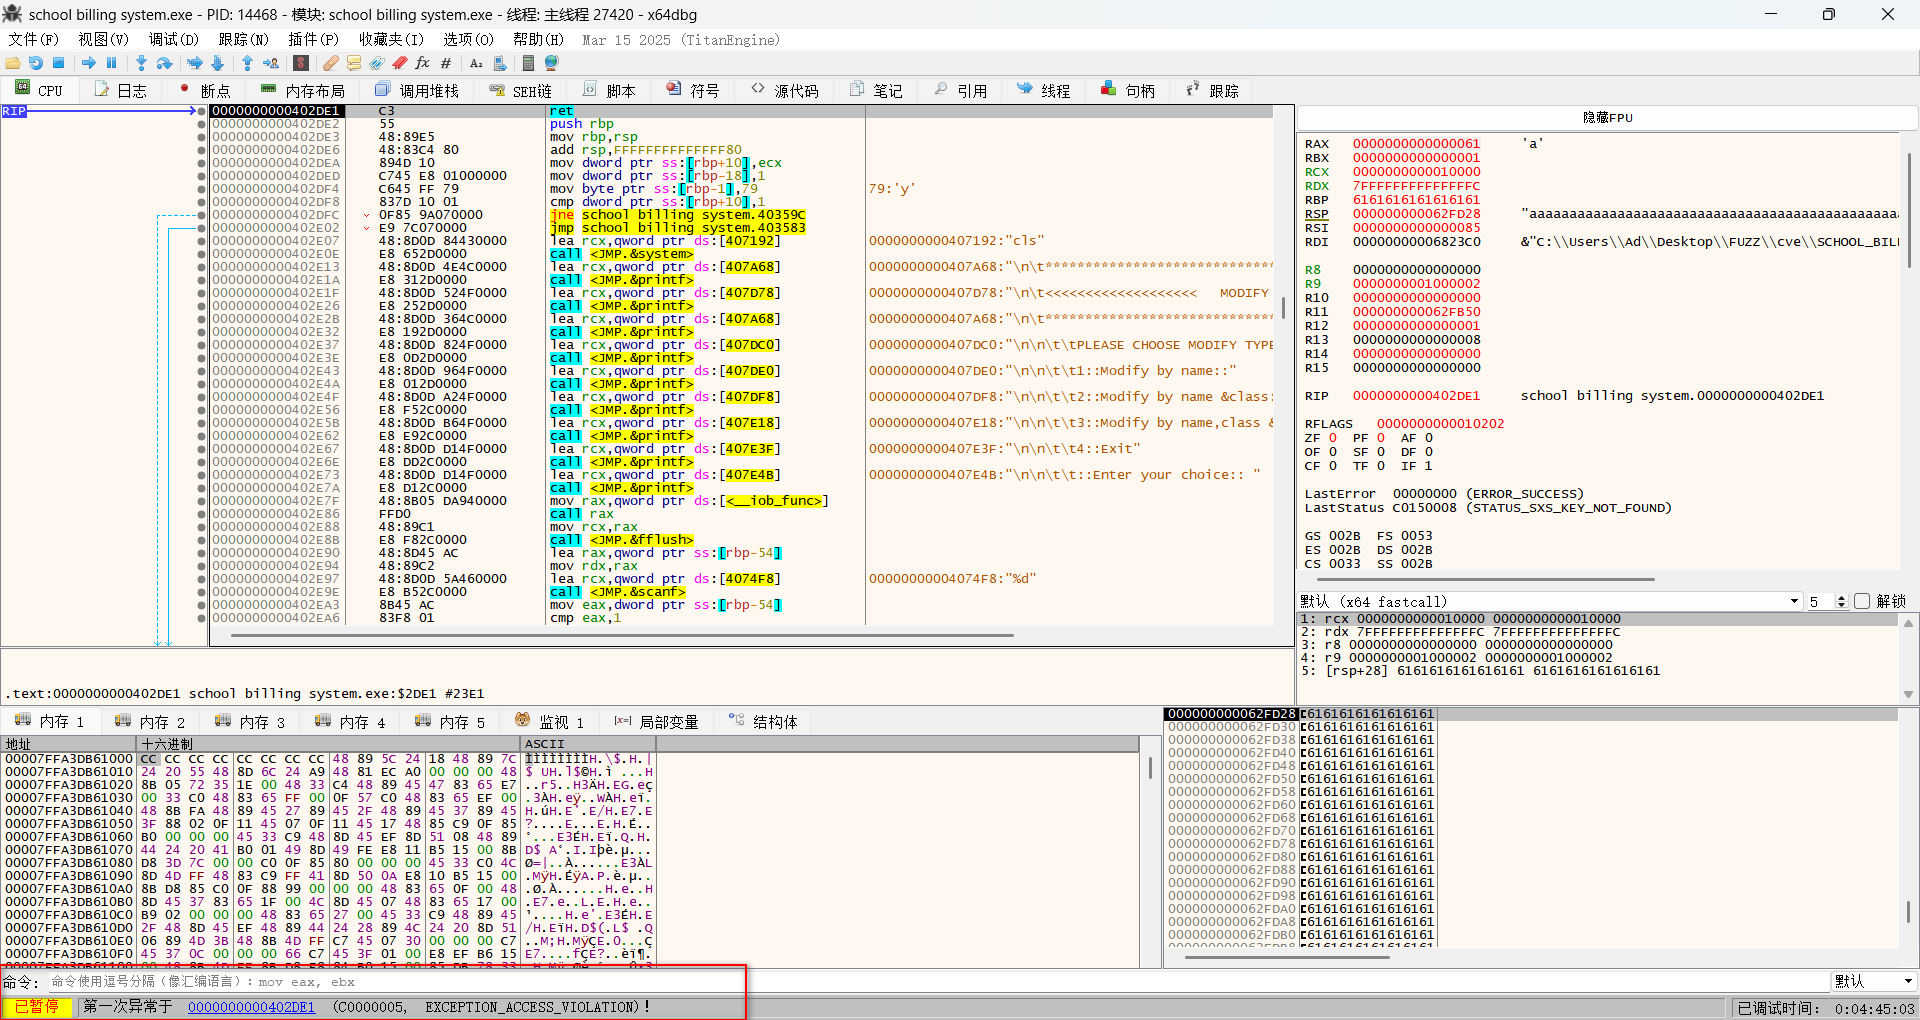 school billing system.exe - PID: 14468 - 模块: school billing system.exe - 线程: 主线程 27420 - x64dbg
文件(F) 视图(V) 调试(D) 跟踪(N) 插件(P) 收藏夹(I) 选项(O) 帮助(H) Mar 15 2025 (TitanEngine)
CPU 日志 断点 内存布局 调用堆栈 SEH链 脚本 符号 源代码 笔记 引用 线程 句柄 跟踪
RIP
0000000000402DE1 C3 ret
0000000000402DE2 55 push rbp
0000000000402DE3 48:89E5 mov rbp,rsp
0000000000402DE6 48:83C4 80 add rsp,FFFFFFFFFFFFFF80
0000000000402DEA 894D 10 mov dword ptr ss:[rbp+10],ecx
0000000000402DED C745 E8 01000000 mov dword ptr ss:[rbp-18],1
0000000000402DF4 C645 FF 79 mov byte ptr ss:[rbp-1],79 79:'y'
0000000000402DF8 837D 10 01 cmp dword ptr ss:[rbp+10],1
0000000000402DFC 0F85 9A070000 jne school billing system.40359C
0000000000402E02 E9 7C070000 jmp school billing system.403583
0000000000402E07 48:8D0D 84430000 lea rcx,qword ptr ds:[407192] 0000000000407192:"cls"
0000000000402E0E E8 652D0000 call <JMP.&system>
0000000000402E13 48:8D0D 4E4C0000 lea rcx,qword ptr ds:[407A68] 0000000000407A68:"\n\t*****************************
0000000000402E1A E8 312D0000 call <JMP.&printf>
0000000000402E1F 48:8D0D 524F0000 lea rcx,qword ptr ds:[407D78] 0000000000407D78:"\n\t<<<<<<<<<<<<<<<<<<<   MODIFY
0000000000402E26 E8 252D0000 call <JMP.&printf>
0000000000402E2B 48:8D0D 364C0000 lea rcx,qword ptr ds:[407A68] 0000000000407A68:"\n\t*****************************
0000000000402E32 E8 192D0000 call <JMP.&printf>
0000000000402E37 48:8D0D 824F0000 lea rcx,qword ptr ds:[407DC0] 0000000000407DC0:"\n\n\t\tPLEASE CHOOSE MODIFY TYPE
0000000000402E3E E8 0D2D0000 call <JMP.&printf>
0000000000402E43 48:8D0D 964F0000 lea rcx,qword ptr ds:[407DE0] 0000000000407DE0:"\n\n\t\t1::Modify by name::"
0000000000402E4A E8 012D0000 call <JMP.&printf>
0000000000402E4F 48:8D0D A24F0000 lea rcx,qword ptr ds:[407DF8] 0000000000407DF8:"\n\n\t\t2::Modify by name &class:
0000000000402E56 E8 F52C0000 call <JMP.&printf>
0000000000402E5B 48:8D0D B64F0000 lea rcx,qword ptr ds:[407E18] 0000000000407E18:"\n\n\t\t3::Modify by name,class &
0000000000402E62 E8 E92C0000 call <JMP.&printf>
0000000000402E68 48:8D0D D14F0000 lea rcx,qword ptr ds:[407E3F] 0000000000407E3F:"\n\n\t\t4::Exit"
0000000000402E6E E8 DD2C0000 call <JMP.&printf>
0000000000402E73 48:8D0D D14F0000 lea rcx,qword ptr ds:[407E4B] 0000000000407E4B:"\n\n\t\t::Enter your choice:: "
0000000000402E7A E8 D12C0000 call <JMP.&printf>
0000000000402E7F 48:8B05 DA940000 mov rax,qword ptr ds:[<__iob_func>]
0000000000402E86 FFD0 call rax
0000000000402E88 48:89C1 mov rcx,rax
0000000000402E8B E8 F82C0000 call <JMP.&fflush>
0000000000402E90 48:8D45 AC lea rax,qword ptr ss:[rbp-54]
0000000000402E94 48:89C2 mov rdx,rax
0000000000402E97 48:8D0D 5A460000 lea rcx,qword ptr ds:[4074F8] 00000000004074F8:"%d"
0000000000402E9E E8 B52C0000 call <JMP.&scanf>
0000000000402EA3 8B45 AC mov eax,dword ptr ss:[rbp-54]
0000000000402EA6 83F8 01 cmp eax,1
.text:0000000000402DE1 school billing system.exe:$2DE1 #23E1
隐藏FPU
RAX 0000000000000061 'a'
RBX 0000000000000001
RCX 0000000000010000
RDX 7FFFFFFFFFFFFFFC
RBP 6161616161616161
RSP 000000000062FD28
RSI 0000000000000085
RDI 00000000006823C0 &"C:\\Users\\Ad\\Desktop\\FUZZ\\cve\\SCHOOL_BIL
R8 0000000000000000
R9 0000000001000002
R10 0000000000000000
R11 000000000062FB50
R12 0000000000000001
R13 0000000000000008
R14 0000000000000000
R15 0000000000000000
RIP 0000000000402DE1 school billing system.0000000000402DE1
RFLAGS 0000000000010202
ZF 0 PF 0 AF 0
OF 0 SF 0 DF 0
CF 0 TF 0 IF 1
LastError 00000000 (ERROR_SUCCESS)
LastStatus C0150008 (STATUS_SXS_KEY_NOT_FOUND)
GS 002B FS 0053
ES 002B DS 002B
CS 0033 SS 002B
默认 (x64 fastcall) 5 解锁
1: rcx 0000000000010000 0000000000010000
2: rdx 7FFFFFFFFFFFFFFC 7FFFFFFFFFFFFFFC
3: r8 0000000000000000 0000000000000000
4: r9 0000000001000002 0000000001000002
5: [rsp+28] 6161616161616161 6161616161616161
内存 1 内存 2 内存 3 内存 4 内存 5 监视 1 局部变量 结构体
地址 十六进制 ASCII
00007FFA3DB61000 CC CC CC CC CC CC CC CC 48 89 5C 24 18 48 89 7C
00007FFA3DB61010 24 20 55 48 8D 6C 24 A9 48 81 EC A0 00 00 00 48
00007FFA3DB61020 8B 05 72 35 1E 00 48 33 C4 48 89 45 47 83 65 E7
00007FFA3DB61030 00 33 C0 48 83 65 FF 00 0F 57 C0 48 83 65 EF 00
00007FFA3DB61040 48 8B FA 48 89 45 27 89 45 2F 48 89 45 37 89 45
00007FFA3DB61050 3F 88 02 0F 11 45 07 0F 11 45 17 48 85 C9 0F 85
00007FFA3DB61060 B0 00 00 00 45 33 C9 48 8D 45 EF 8D 51 08 48 89
00007FFA3DB61070 44 24 20 41 B0 01 49 8D 49 FE E8 11 B5 15 00 8B
00007FFA3DB61080 D8 3D 7C 00 00 C0 0F 85 80 00 00 00 45 33 C0 4C
00007FFA3DB61090 8D 4D FF 48 83 C9 FF 41 8D 50 0A E8 10 B5 15 00
00007FFA3DB610A0 8B D8 85 C0 0F 88 99 00 00 00 48 83 65 0F 00 48
00007FFA3DB610B0 8D 45 37 83 65 1F 00 4C 8D 45 07 48 83 65 17 00
00007FFA3DB610C0 B9 02 00 00 00 48 83 65 27 00 45 33 C9 48 89 45
00007FFA3DB610D0 2F 48 8D 45 EF 48 89 44 24 28 89 4C 24 20 8D 51
00007FFA3DB610E0 06 89 4D 3B 48 8B 4D FF C7 45 07 30 00 00 00 C7
00007FFA3DB610F0 45 37 0C 00 00 00 66 C7 45 3F 01 00 E8 EF B6 15
000000000062FD28 6161616161616161
000000000062FD30 6161616161616161
000000000062FD38 6161616161616161
000000000062FD40 6161616161616161
000000000062FD48 6161616161616161
000000000062FD50 6161616161616161
000000000062FD58 6161616161616161
000000000062FD60 6161616161616161
000000000062FD68 6161616161616161
000000000062FD70 6161616161616161
000000000062FD78 6161616161616161
000000000062FD80 6161616161616161
000000000062FD88 6161616161616161
000000000062FD90 6161616161616161
000000000062FD98 6161616161616161
000000000062FDA0 6161616161616161
000000000062FDA8 6161616161616161
000000000062FDB0 6161616161616161
命令: 命令使用逗号分隔(像汇编语言): mov eax, ebx 默认
已暂停 第一次异常于 0000000000402DE1 (C0000005, EXCEPTION_ACCESS_VIOLATION)! 已调试时间: 0:04:45:03